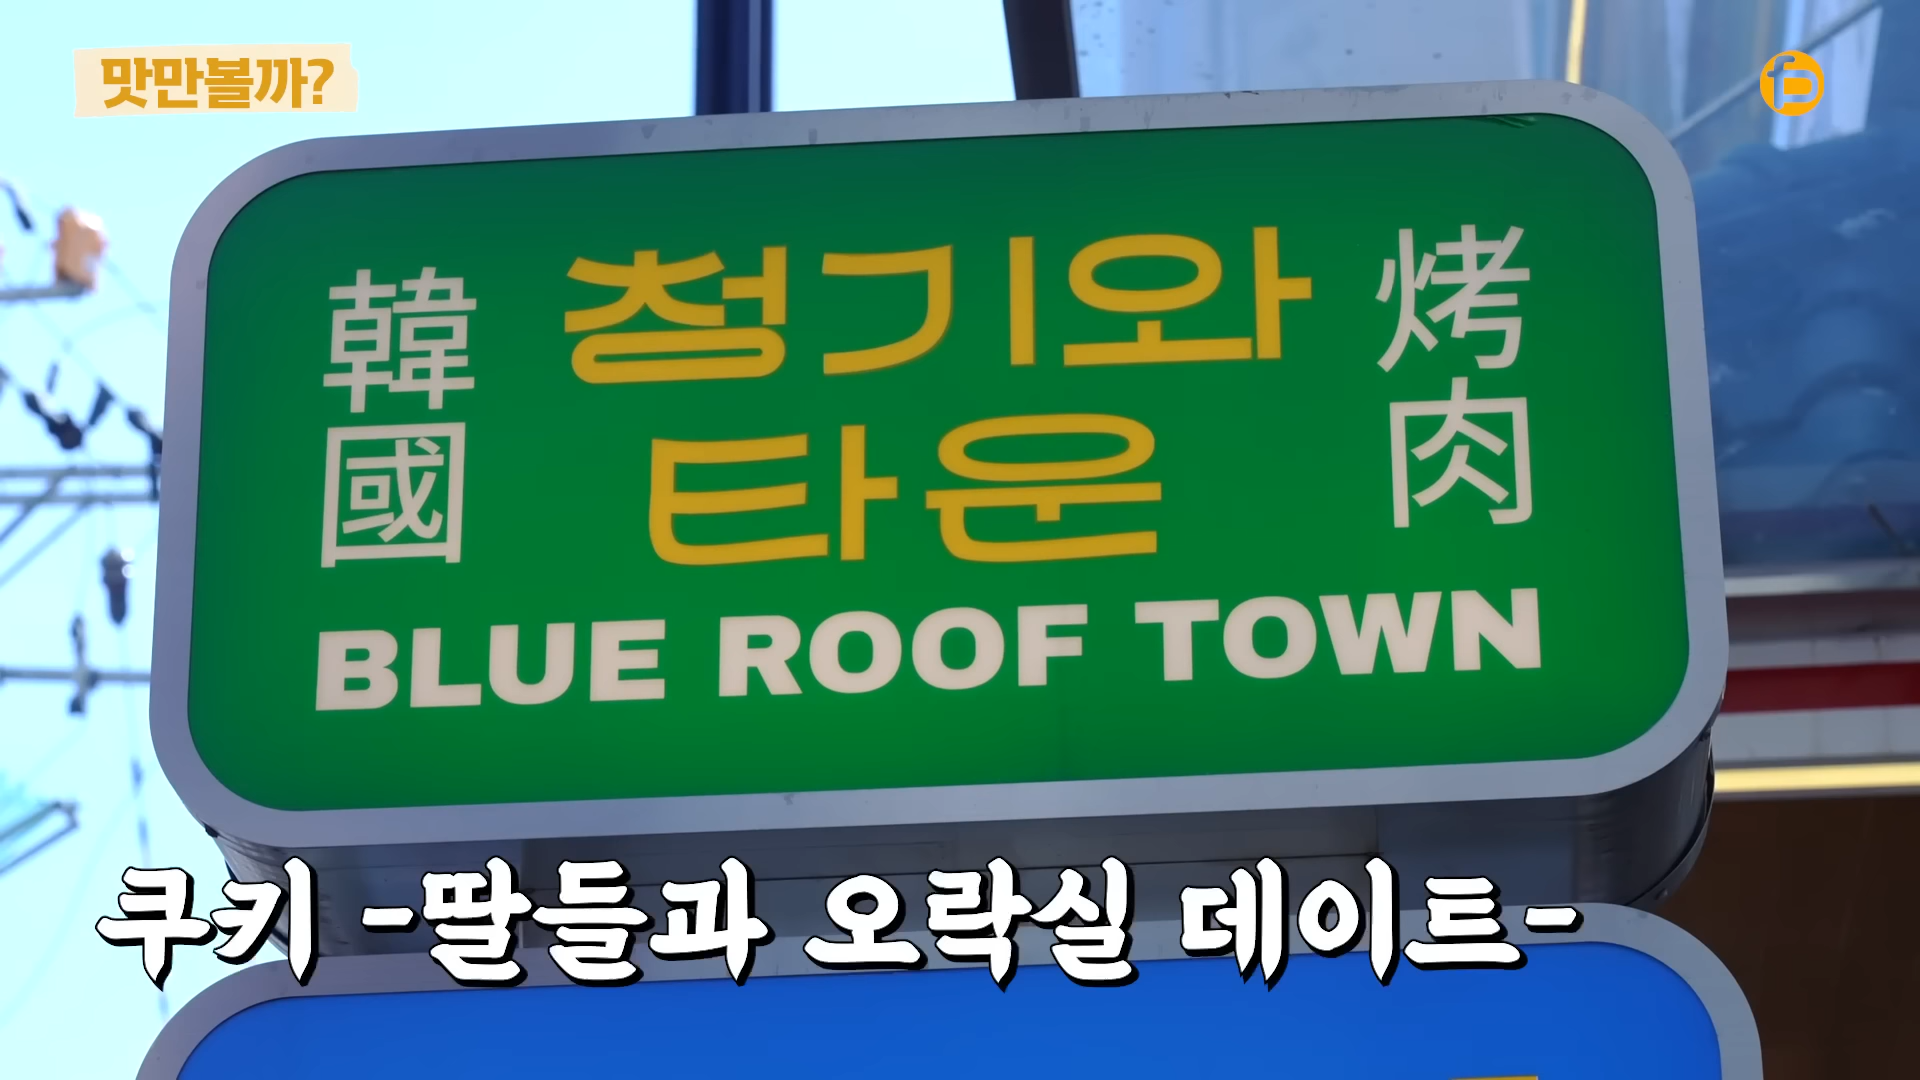 맛만볼까?
韓國
청기와
타운
烤肉
BLUE ROOF TOWN
쿠키 -딸들과 오락실 데이트-